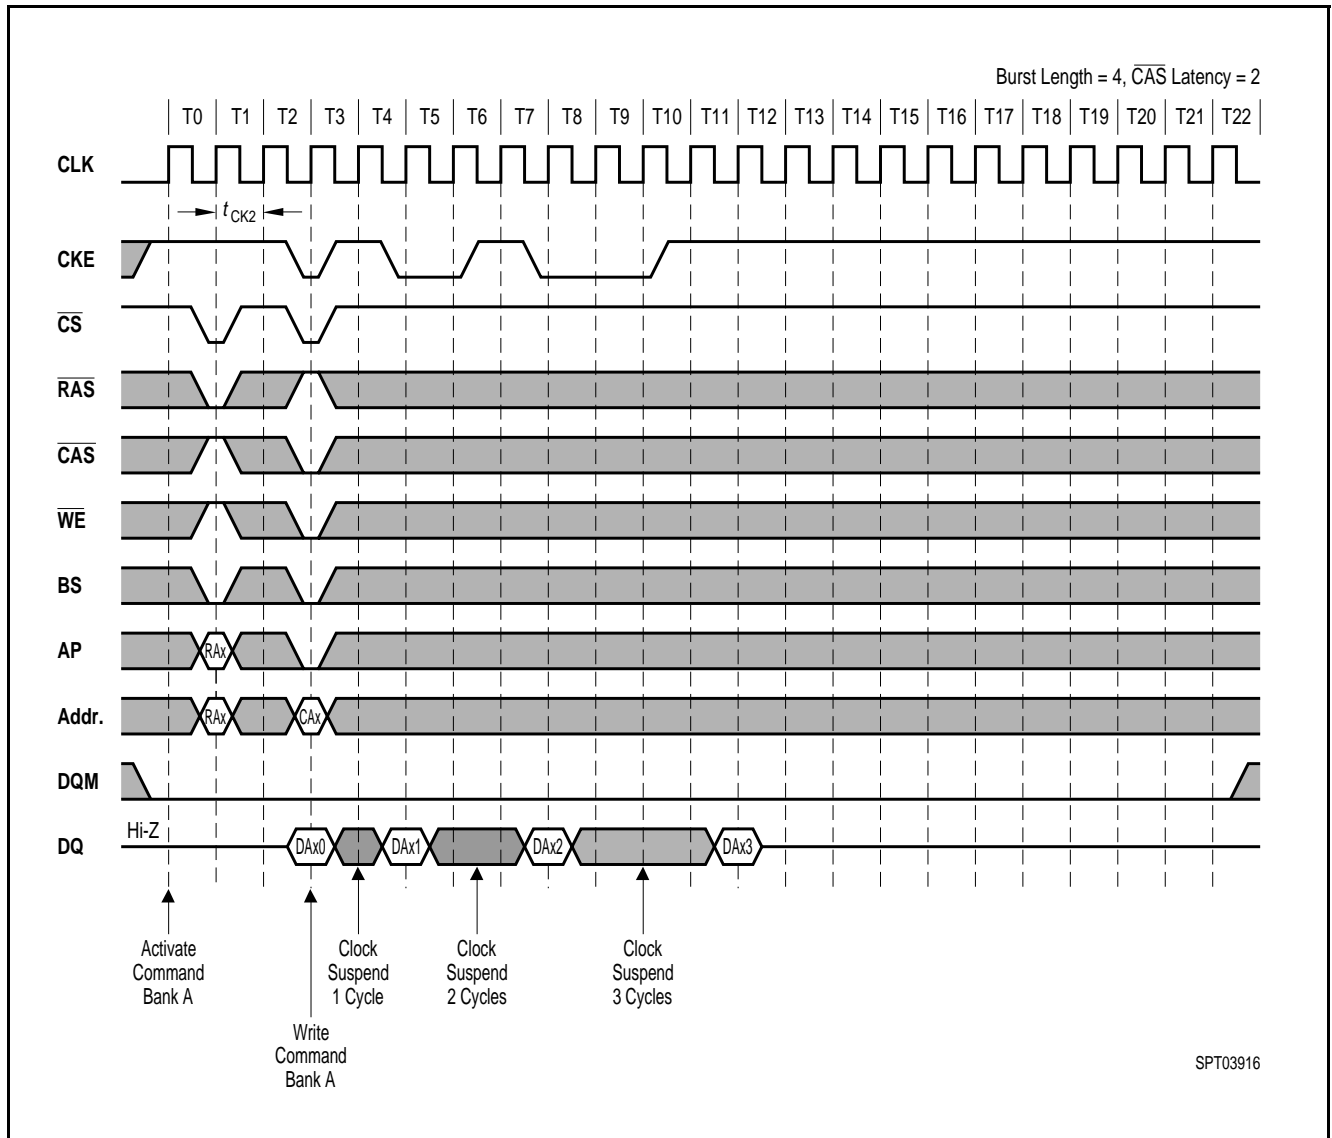 Burst Length = 4, CAS Latency = 2
T0 T1 T2 T3 T4 T5 T6 T7 T8 T9 T10 T11 T12 T13 T14 T15 T16 T17 T18 T19 T20 T21 T22
CLK
t CK2
CKE
CS
RAS
CAS
WE
BS
AP RAx
Addr. RAx CAx
DQM
Hi-Z
DQ DAx0 DAx1 DAx2 DAx3
Activate
Command
Bank A
Write
Command
Bank A
Clock
Suspend
1 Cycle
Clock
Suspend
2 Cycles
Clock
Suspend
3 Cycles
SPT03916